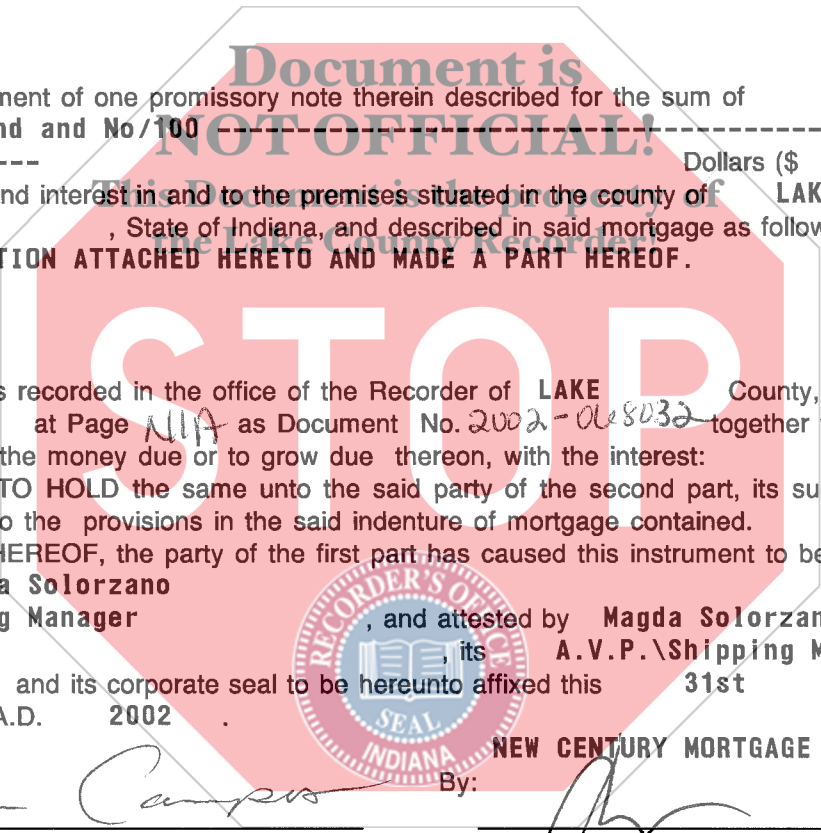 Document is
ment of one promissory note therein described for the sum of
nd and No/100 ----------------------------------------
NOT OFFICIAL!
--- Dollars ($
nd interest in and to the premises situated in the county of LAK
This Document is the property of
, State of Indiana, and described in said mortgage as follow
the Lake County Recorder!
TION ATTACHED HERETO AND MADE A PART HEREOF.
STOP
s recorded in the office of the Recorder of LAKE County,
at Page N/A as Document No. 2002-068032 together
the money due or to grow due thereon, with the interest:
TO HOLD the same unto the said party of the second part, its su
o the provisions in the said indenture of mortgage contained.
HEREOF, the party of the first part has caused this instrument to be
a Solorzano
g Manager , and attested by Magda Solorzan
, its A.V.P.\Shipping M
and its corporate seal to be hereunto affixed this 31st
A.D. 2002 .
RECORDER'S OFFICE
SEAL
INDIANA
NEW CENTURY MORTGAGE
By:
Campos